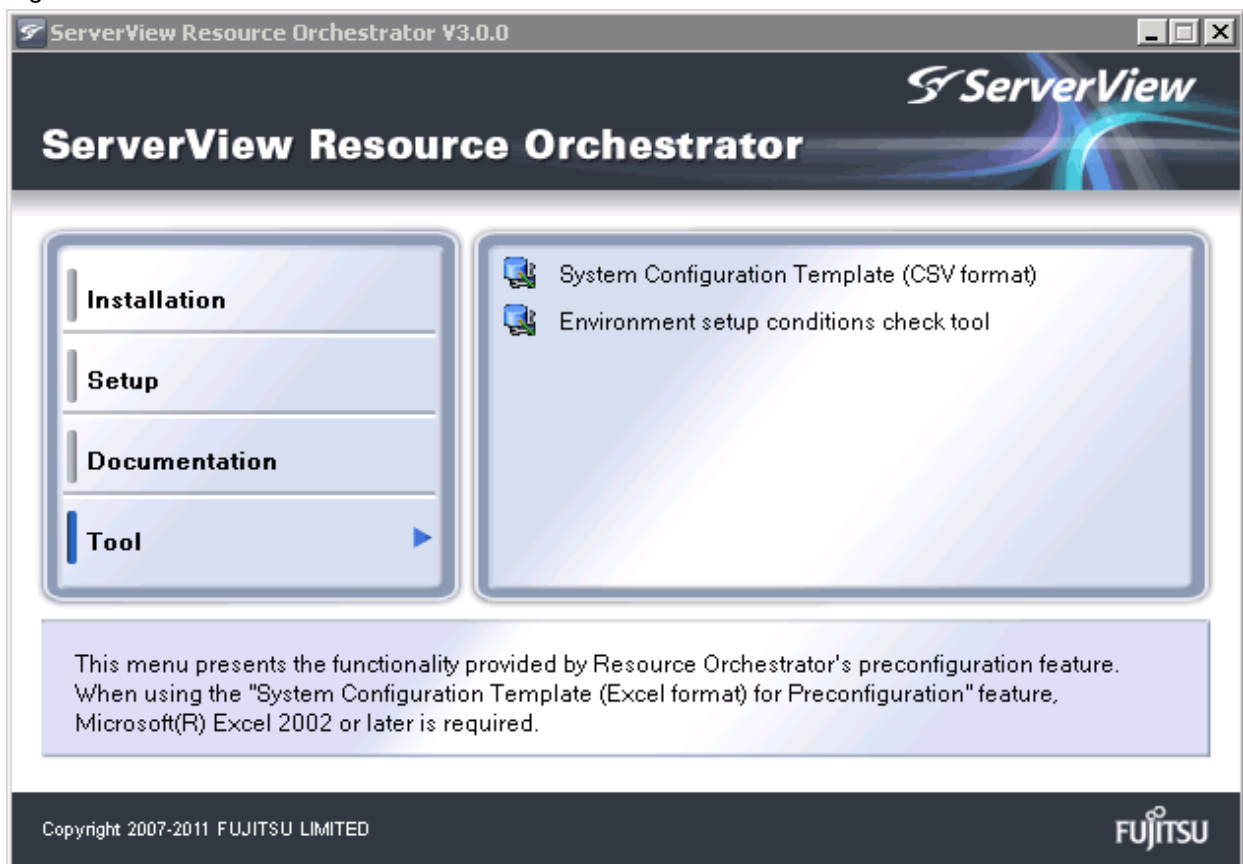 ServerView Resource Orchestrator V3.0.0
ServerView
ServerView Resource Orchestrator
Installation
Setup
Documentation
Tool
System Configuration Template (CSV format)
Environment setup conditions check tool
This menu presents the functionality provided by Resource Orchestrator's preconfiguration feature.
When using the "System Configuration Template (Excel format) for Preconfiguration" feature,
Microsoft(R) Excel 2002 or later is required.
Copyright 2007-2011 FUJITSU LIMITED
FUJITSU